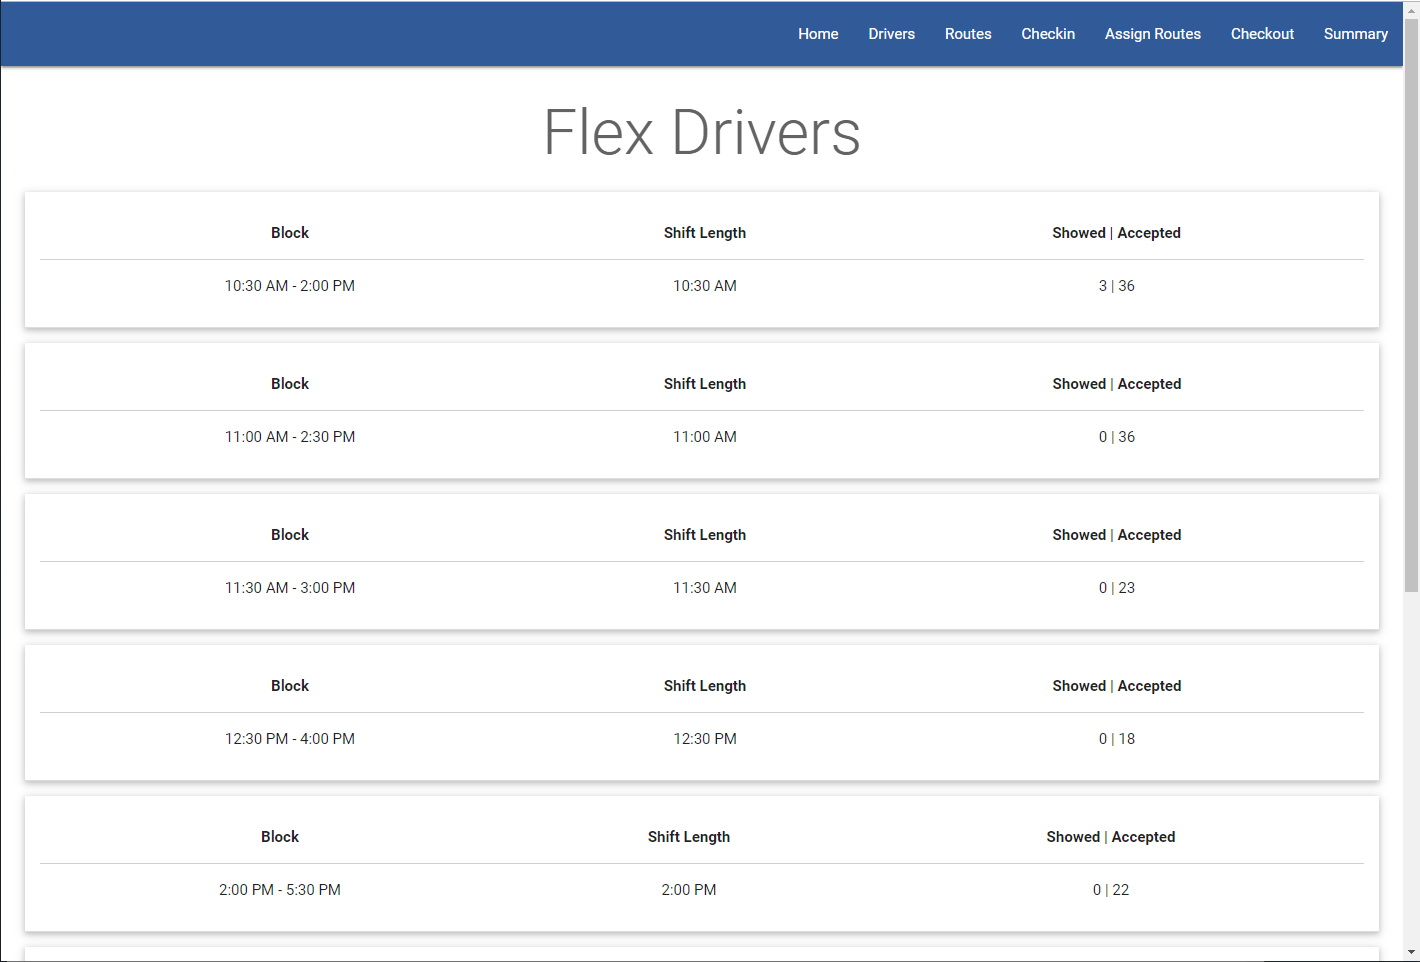 Home Drivers Routes Checkin Assign Routes Checkout Summary
Flex Drivers
Block Shift Length Showed | Accepted
10:30 AM - 2:00 PM 10:30 AM 3 | 36
Block Shift Length Showed | Accepted
11:00 AM - 2:30 PM 11:00 AM 0 | 36
Block Shift Length Showed | Accepted
11:30 AM - 3:00 PM 11:30 AM 0 | 23
Block Shift Length Showed | Accepted
12:30 PM - 4:00 PM 12:30 PM 0 | 18
Block Shift Length Showed | Accepted
2:00 PM - 5:30 PM 2:00 PM 0 | 22